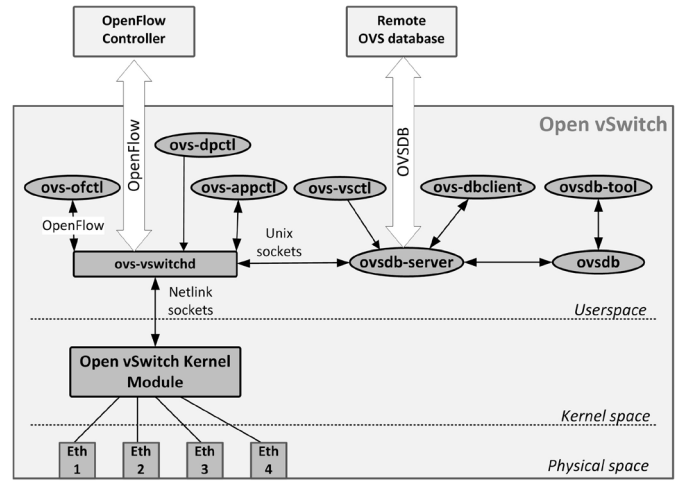 OpenFlow
Controller
Remote
OVS database
Open vSwitch
OpenFlow
OVSDB
ovs-dpctl
ovs-ofctl
ovs-appctl
ovs-vsctl
ovs-dbclient
ovsdb-tool
OpenFlow
Unix
sockets
ovs-vswitchd
ovsdb-server
ovsdb
Netlink
sockets
Userspace
Open vSwitch Kernel
Module
Kernel space
Eth
1
Eth
2
Eth
3
Eth
4
Physical space